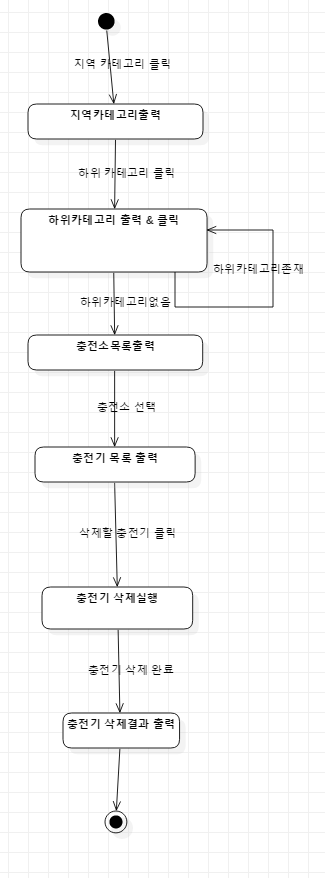 지역 카테고리 클릭
지역카테고리출력
하위 카테고리 클릭
하위카테고리 출력 & 클릭
하위카테고리존재
하위카테고리없음
충전소목록출력
충전소 선택
충전기 목록 출력
삭제할 충전기 클릭
충전기 삭제실행
충전기 삭제 완료
충전기 삭제결과 출력